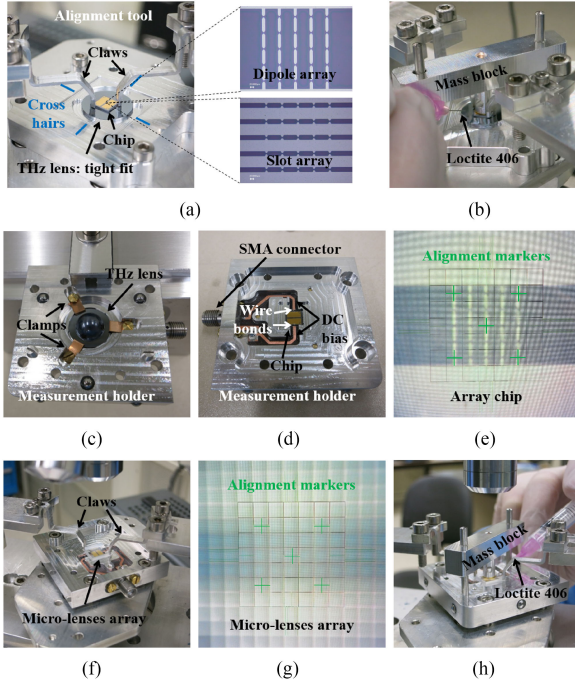 Alignment tool
Claws
Cross
hairs
Chip
THz lens: tight fit
Dipole array
Slot array
Mass block
Loctite 406
(a)
(b)
THz lens
Clamps
Measurement holder
SMA connector
Wire
bonds
DC
bias
Chip
Measurement holder
Alignment markers
Array chip
(c)
(d)
(e)
Claws
Micro-lenses array
Alignment markers
Micro-lenses array
Mass block
Loctite 406
(f)
(g)
(h)